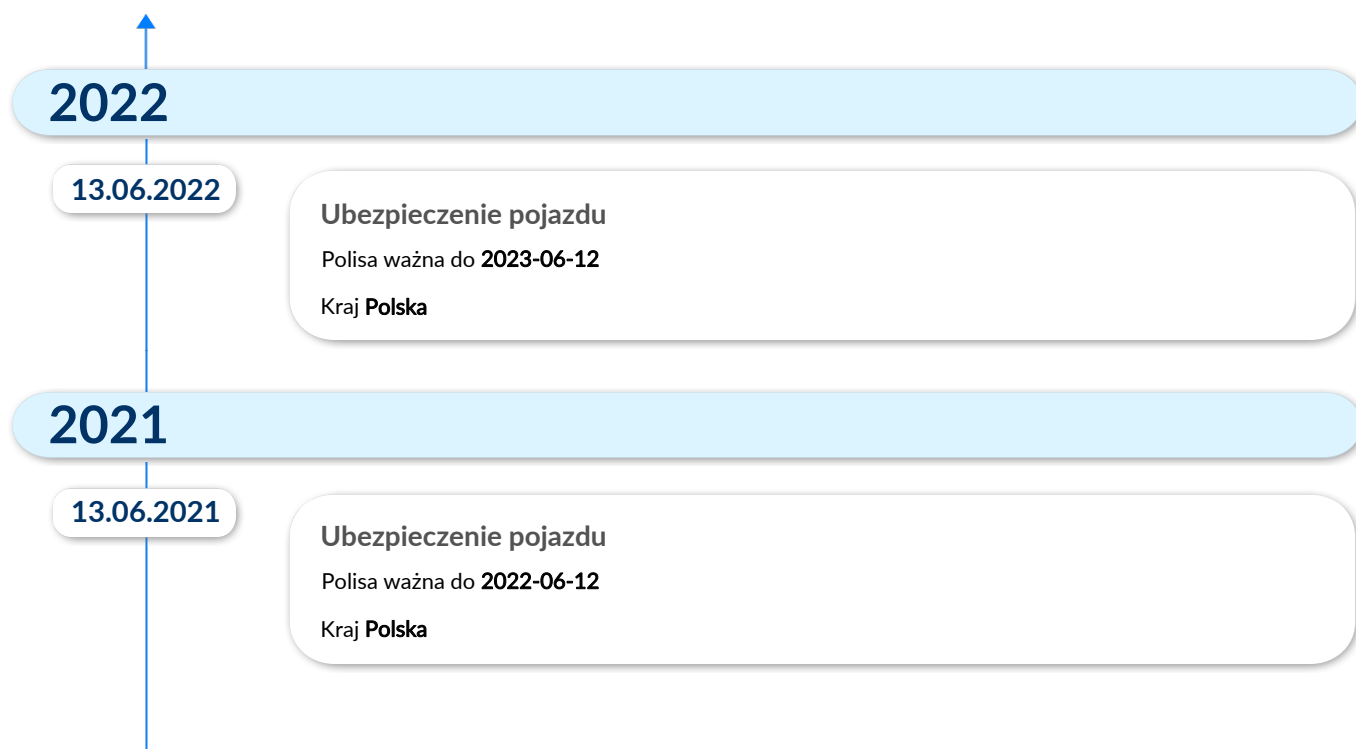 2022
13.06.2022
Ubezpieczenie pojazdu
Polisa ważna do 2023-06-12
Kraj Polska
2021
13.06.2021
Ubezpieczenie pojazdu
Polisa ważna do 2022-06-12
Kraj Polska